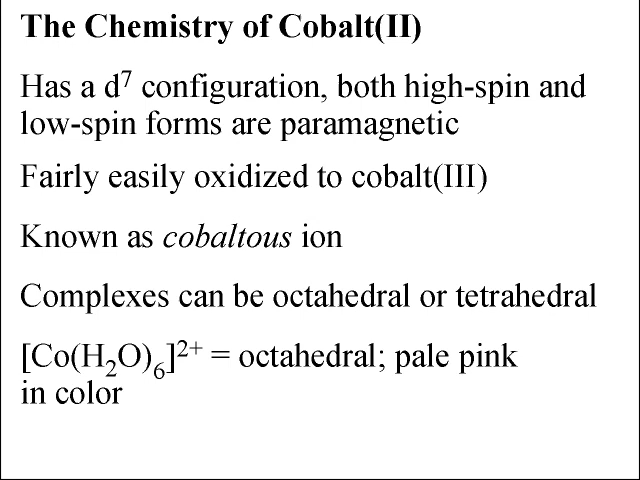 The Chemistry of Cobalt(II)
Has a d⁷ configuration, both high-spin and
low-spin forms are paramagnetic
Fairly easily oxidized to cobalt(III)
Known as cobaltous ion
Complexes can be octahedral or tetrahedral
[Co(H₂O)₆]²⁺ = octahedral; pale pink
in color